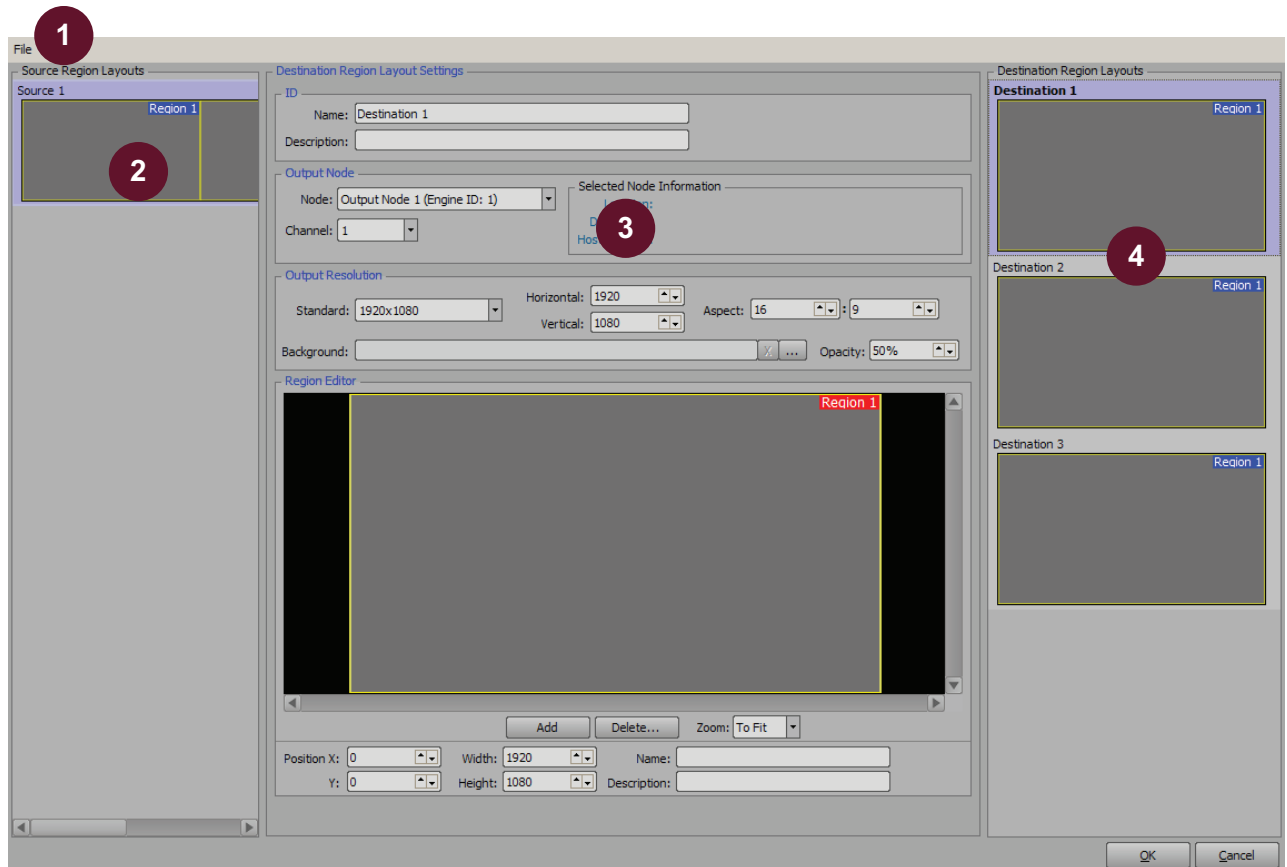 1
File
Source Region Layouts
Source 1
Region 1
2
Destination Region Layout Settings
ID
Name: Destination 1
Description:
Output Node
Node: Output Node 1 (Engine ID: 1)
Channel: 1
Selected Node Information
3
Output Resolution
Standard: 1920x1080
Horizontal: 1920
Vertical: 1080
Aspect: 16 : 9
Background: X ... Opacity: 50%
Region Editor
Region 1
Add Delete... Zoom: To Fit
Position X: 0 Width: 1920 Name:
Y: 0 Height: 1080 Description:
Destination Region Layouts
Destination 1
Region 1
4
Destination 2
Region 1
Destination 3
Region 1
OK Cancel